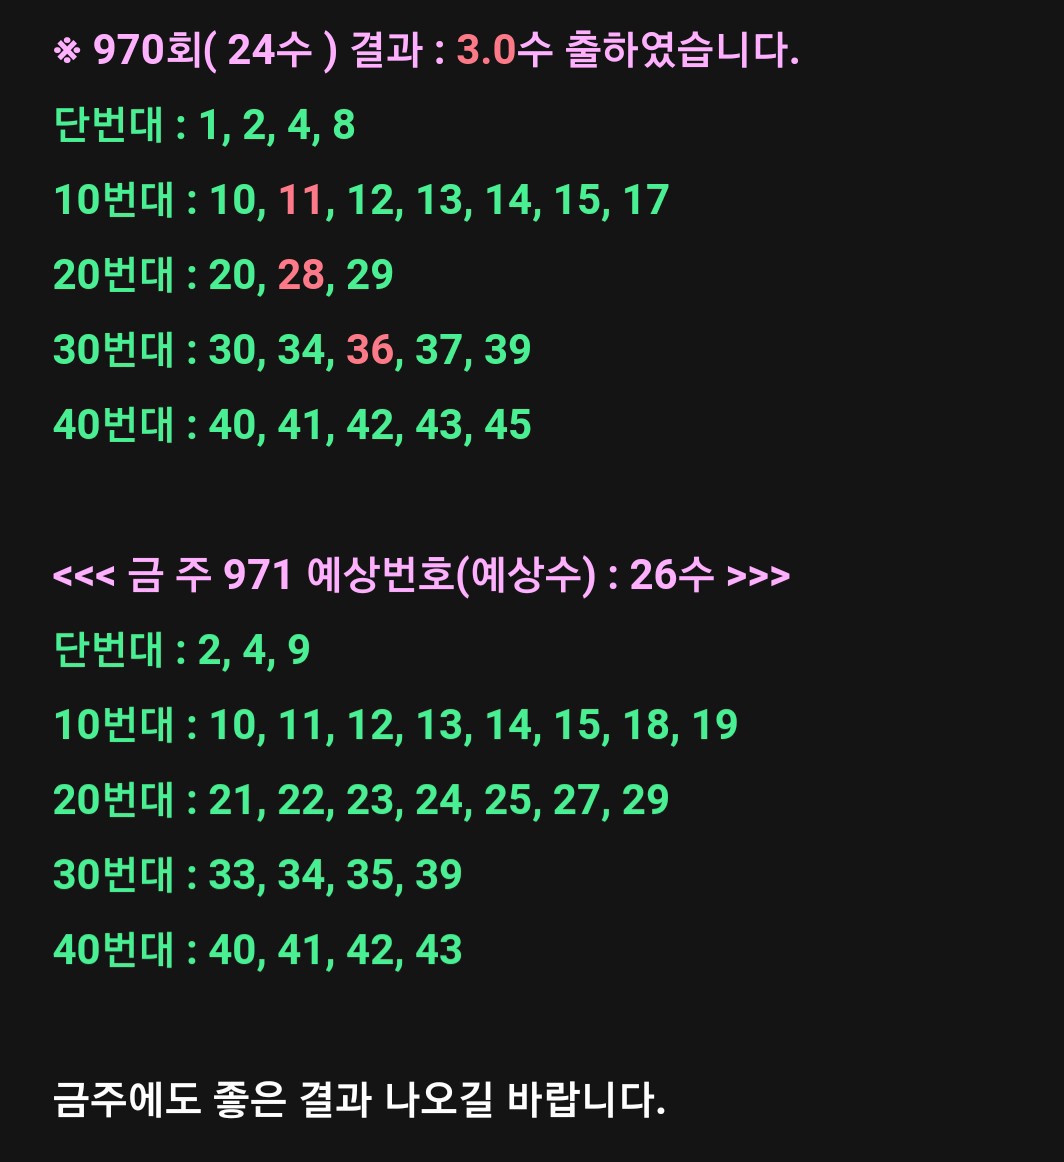 ※ 970회( 24수 ) 결과 : 3.0수 출하였습니다.
단번대 : 1, 2, 4, 8
10번대 : 10, 11, 12, 13, 14, 15, 17
20번대 : 20, 28, 29
30번대 : 30, 34, 36, 37, 39
40번대 : 40, 41, 42, 43, 45
<<< 금 주 971 예상번호(예상수) : 26수 >>>
단번대 : 2, 4, 9
10번대 : 10, 11, 12, 13, 14, 15, 18, 19
20번대 : 21, 22, 23, 24, 25, 27, 29
30번대 : 33, 34, 35, 39
40번대 : 40, 41, 42, 43
금주에도 좋은 결과 나오길 바랍니다.